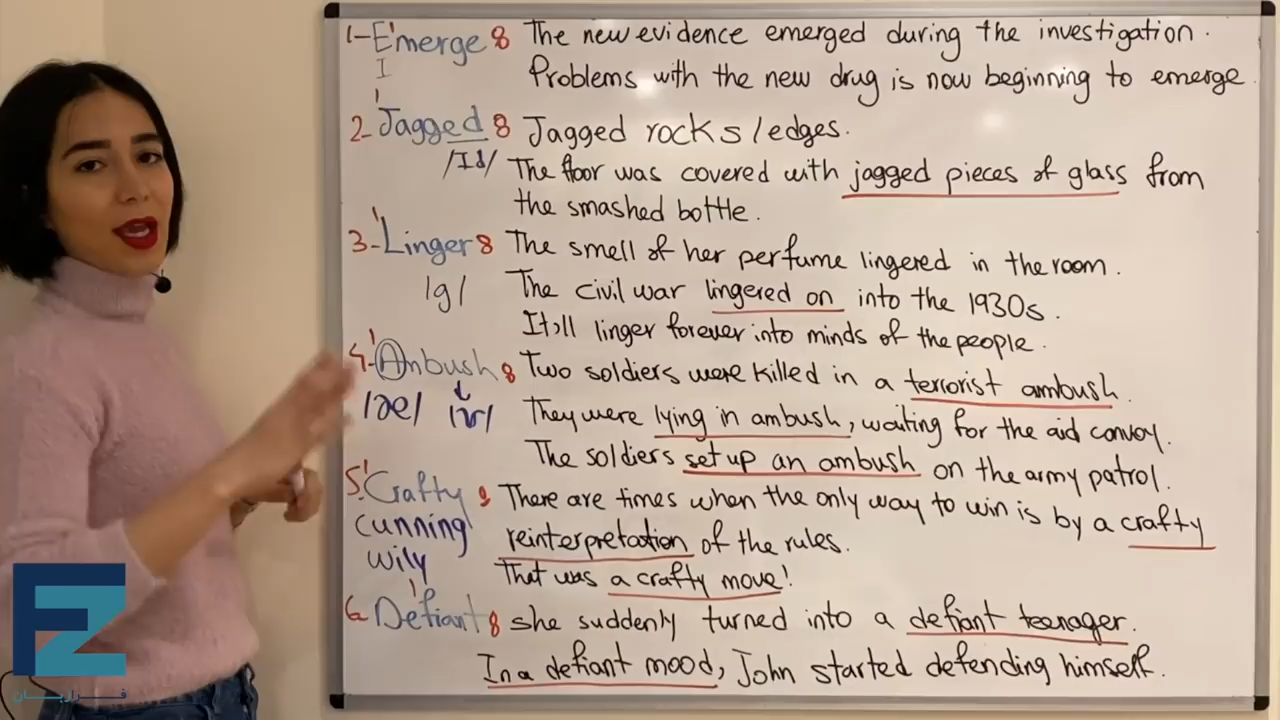 1- E'merge: The new evidence emerged during the investigation.
I Problems with the new drug is now beginning to emerge
2- 'Jagged: Jagged rocks/edges.
/Id/ The floor was covered with jagged pieces of glass from
the smashed bottle.
3- 'Linger: The smell of her perfume lingered in the room.
/g/ The civil war lingered on into the 1930s.
It'll linger forever into minds of the people.
4- 'Ambush: Two soldiers were killed in a terrorist ambush.
/æ/ /ʊ/ They were lying in ambush, waiting for the aid convoy.
The soldiers set up an ambush on the army patrol.
5- 'Crafty: There are times when the only way to win is by a crafty
cunning reinterpretation of the rules.
wily That was a crafty move!
6- De'fiant: she suddenly turned into a defiant teenager.
In a defiant mood, John started defending himself.
FZ
فـرازبـان